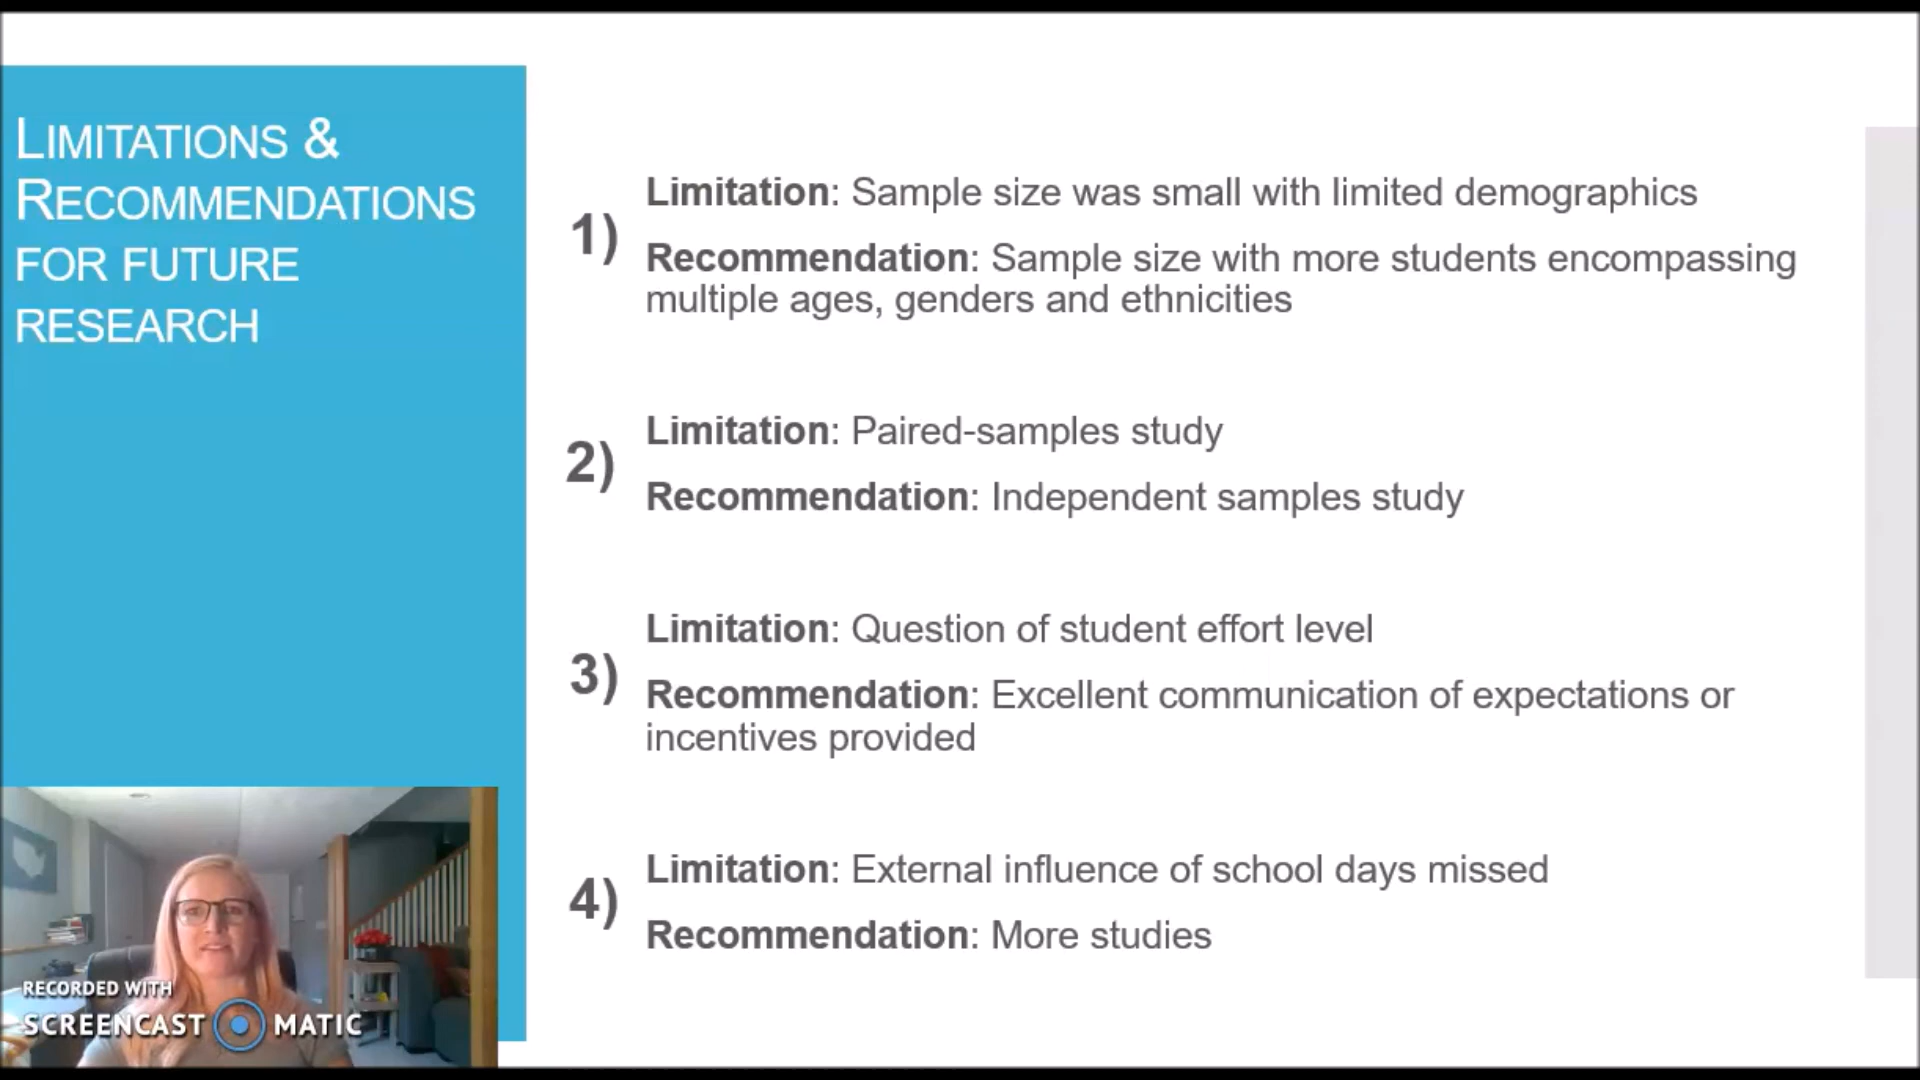 LIMITATIONS &
RECOMMENDATIONS
FOR FUTURE
RESEARCH
1)
Limitation: Sample size was small with limited demographics
Recommendation: Sample size with more students encompassing
multiple ages, genders and ethnicities
2)
Limitation: Paired-samples study
Recommendation: Independent samples study
3)
Limitation: Question of student effort level
Recommendation: Excellent communication of expectations or
incentives provided
4)
Limitation: External influence of school days missed
Recommendation: More studies
RECORDED WITH
SCREENCAST MATIC